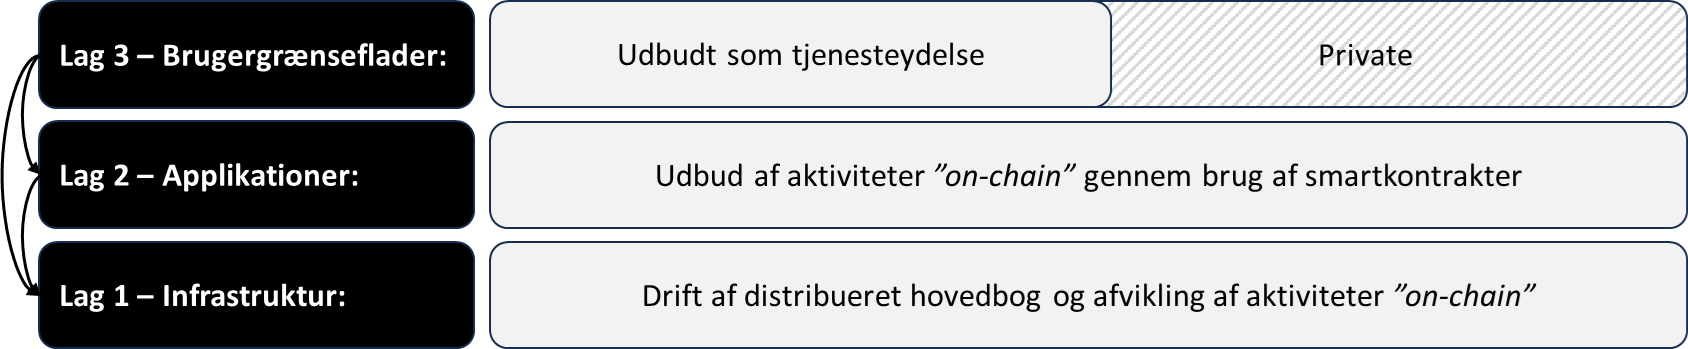 Lag 3 – Brugergrænseflader:
Udbudt som tjenesteydelse
Private
Lag 2 – Applikationer:
Udbud af aktiviteter ”on-chain” gennem brug af smartkontrakter
Lag 1 – Infrastruktur:
Drift af distribueret hovedbog og afvikling af aktiviteter ”on-chain”